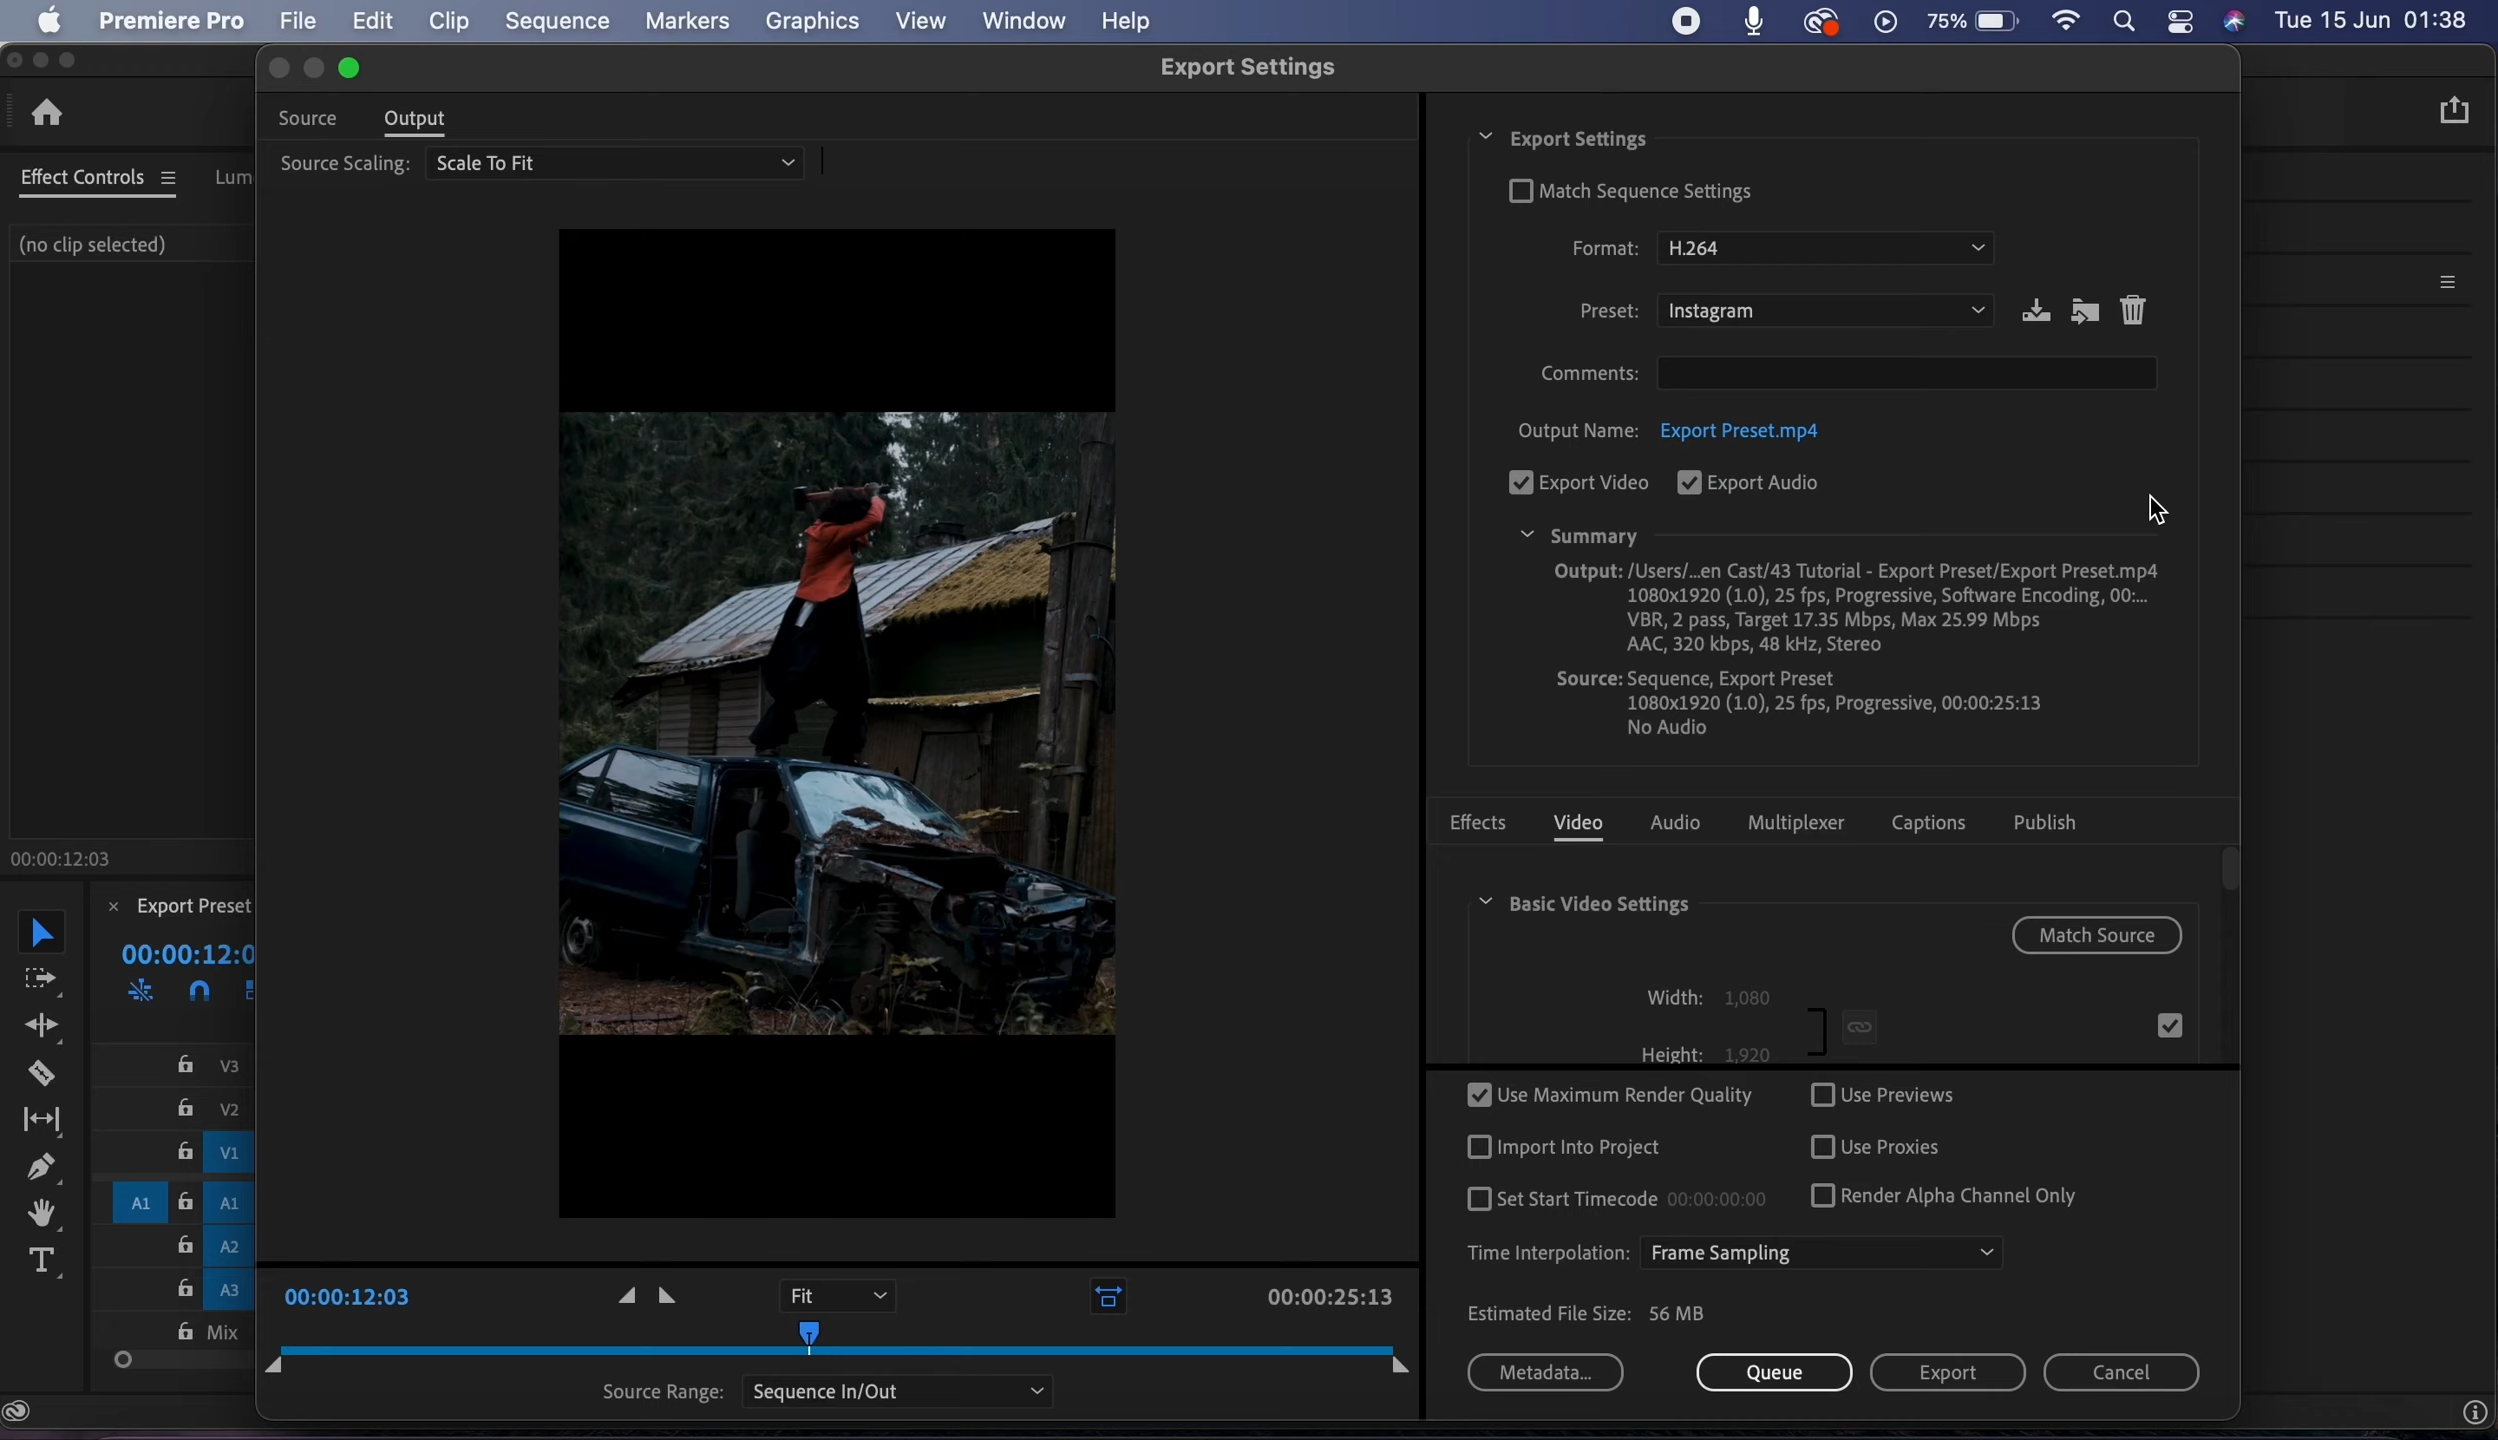 Premiere Pro File Edit Clip Sequence Markers Graphics View Window Help 75% Tue 15 Jun 01:38
Export Settings
Source Output
Source Scaling: Scale To Fit
Effect Controls Lum
(no clip selected)
00:00:12:03
× Export Preset
00:00:12:0
V3
V2
V1
A1 A1
A2
A3
Mix
T
00:00:12:03 Fit 00:00:25:13
Source Range: Sequence In/Out
Export Settings
Match Sequence Settings
Format: H.264
Preset: Instagram
Comments:
Output Name: Export Preset.mp4
Export Video Export Audio
Summary
Output: /Users/...en Cast/43 Tutorial - Export Preset/Export Preset.mp4
1080x1920 (1.0), 25 fps, Progressive, Software Encoding, 00:...
VBR, 2 pass, Target 17.35 Mbps, Max 25.99 Mbps
AAC, 320 kbps, 48 kHz, Stereo
Source: Sequence, Export Preset
1080x1920 (1.0), 25 fps, Progressive, 00:00:25:13
No Audio
Effects Video Audio Multiplexer Captions Publish
Basic Video Settings
Match Source
Width: 1,080
Height: 1,920
Use Maximum Render Quality Use Previews
Import Into Project Use Proxies
Set Start Timecode 00:00:00:00 Render Alpha Channel Only
Time Interpolation: Frame Sampling
Estimated File Size: 56 MB
Metadata... Queue Export Cancel